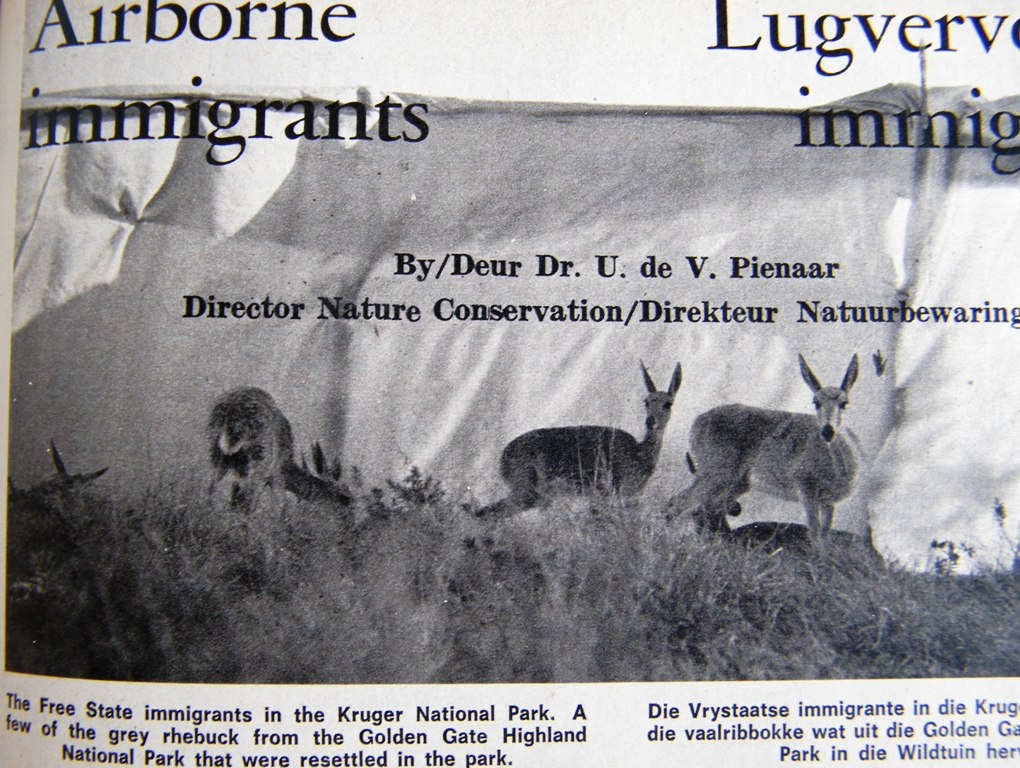 Airborne
immigrants
By/Deur Dr. U. de V. Pienaar
Director Nature Conservation/Direkteur Natuurbewaring
The Free State immigrants in the Kruger National Park. A
few of the grey rhebuck from the Golden Gate Highland
National Park that were resettled in the park.
Die Vrystaatse immigrante in die
die vaalribbokke wat uit die Golden
Park in die Wildtuin